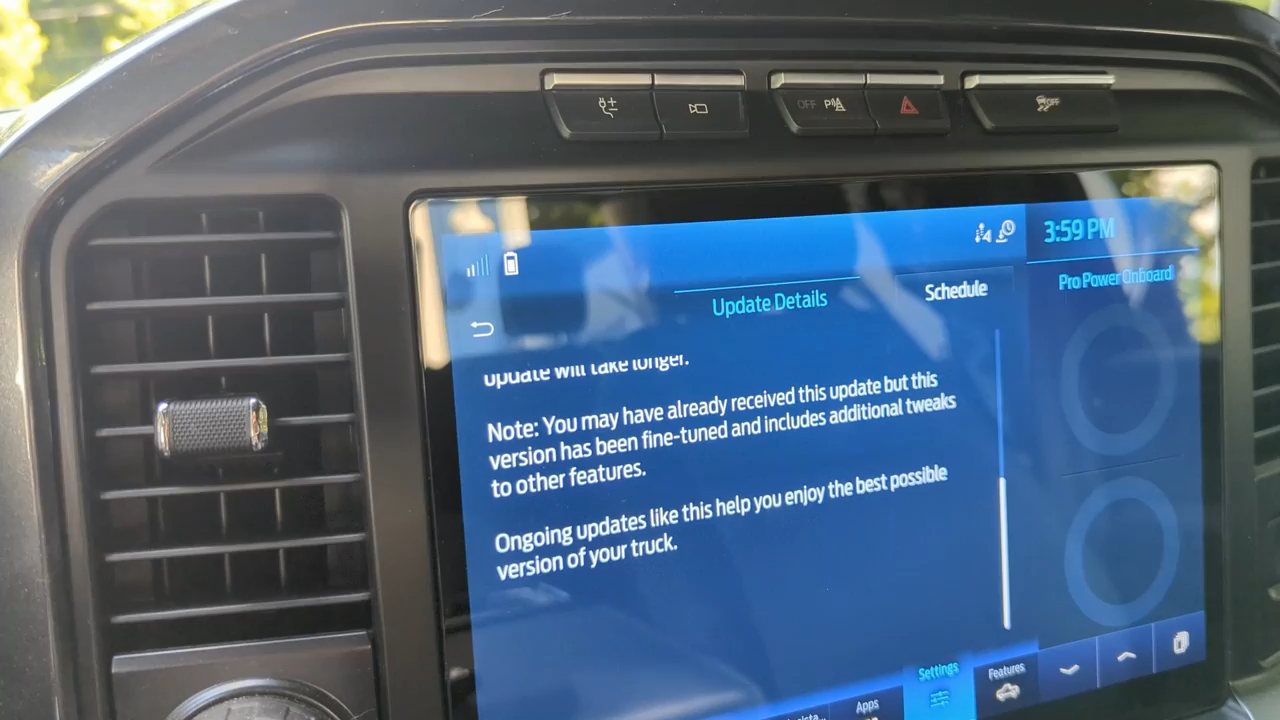 OFF
OFF
3:59 PM
Update Details
Schedule
Pro Power Onboard
update will take longer.
Note: You may have already received this update but this
version has been fine-tuned and includes additional tweaks
to other features.
Ongoing updates like this help you enjoy the best possible
version of your truck.
Apps
Settings
Features